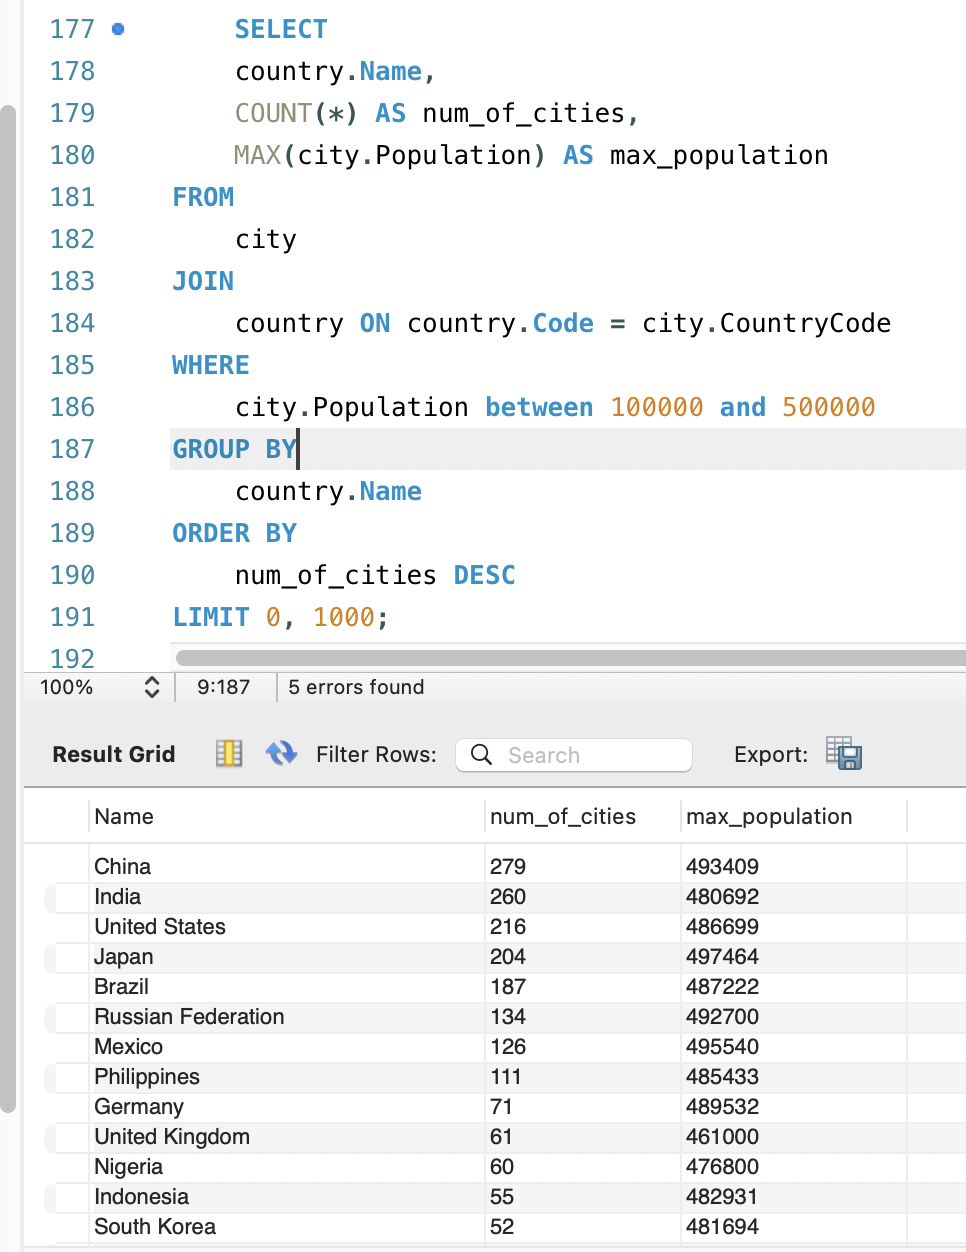 177 SELECT
178 country.Name,
179 COUNT(*) AS num_of_cities,
180 MAX(city.Population) AS max_population
181 FROM
182 city
183 JOIN
184 country ON country.Code = city.CountryCode
185 WHERE
186 city.Population between 100000 and 500000
187 GROUP BY
188 country.Name
189 ORDER BY
190 num_of_cities DESC
191 LIMIT 0, 1000;
192
100% 9:187 5 errors found
Result Grid Filter Rows: Search Export:
Name num_of_cities max_population
China 279 493409
India 260 480692
United States 216 486699
Japan 204 497464
Brazil 187 487222
Russian Federation 134 492700
Mexico 126 495540
Philippines 111 485433
Germany 71 489532
United Kingdom 61 461000
Nigeria 60 476800
Indonesia 55 482931
South Korea 52 481694